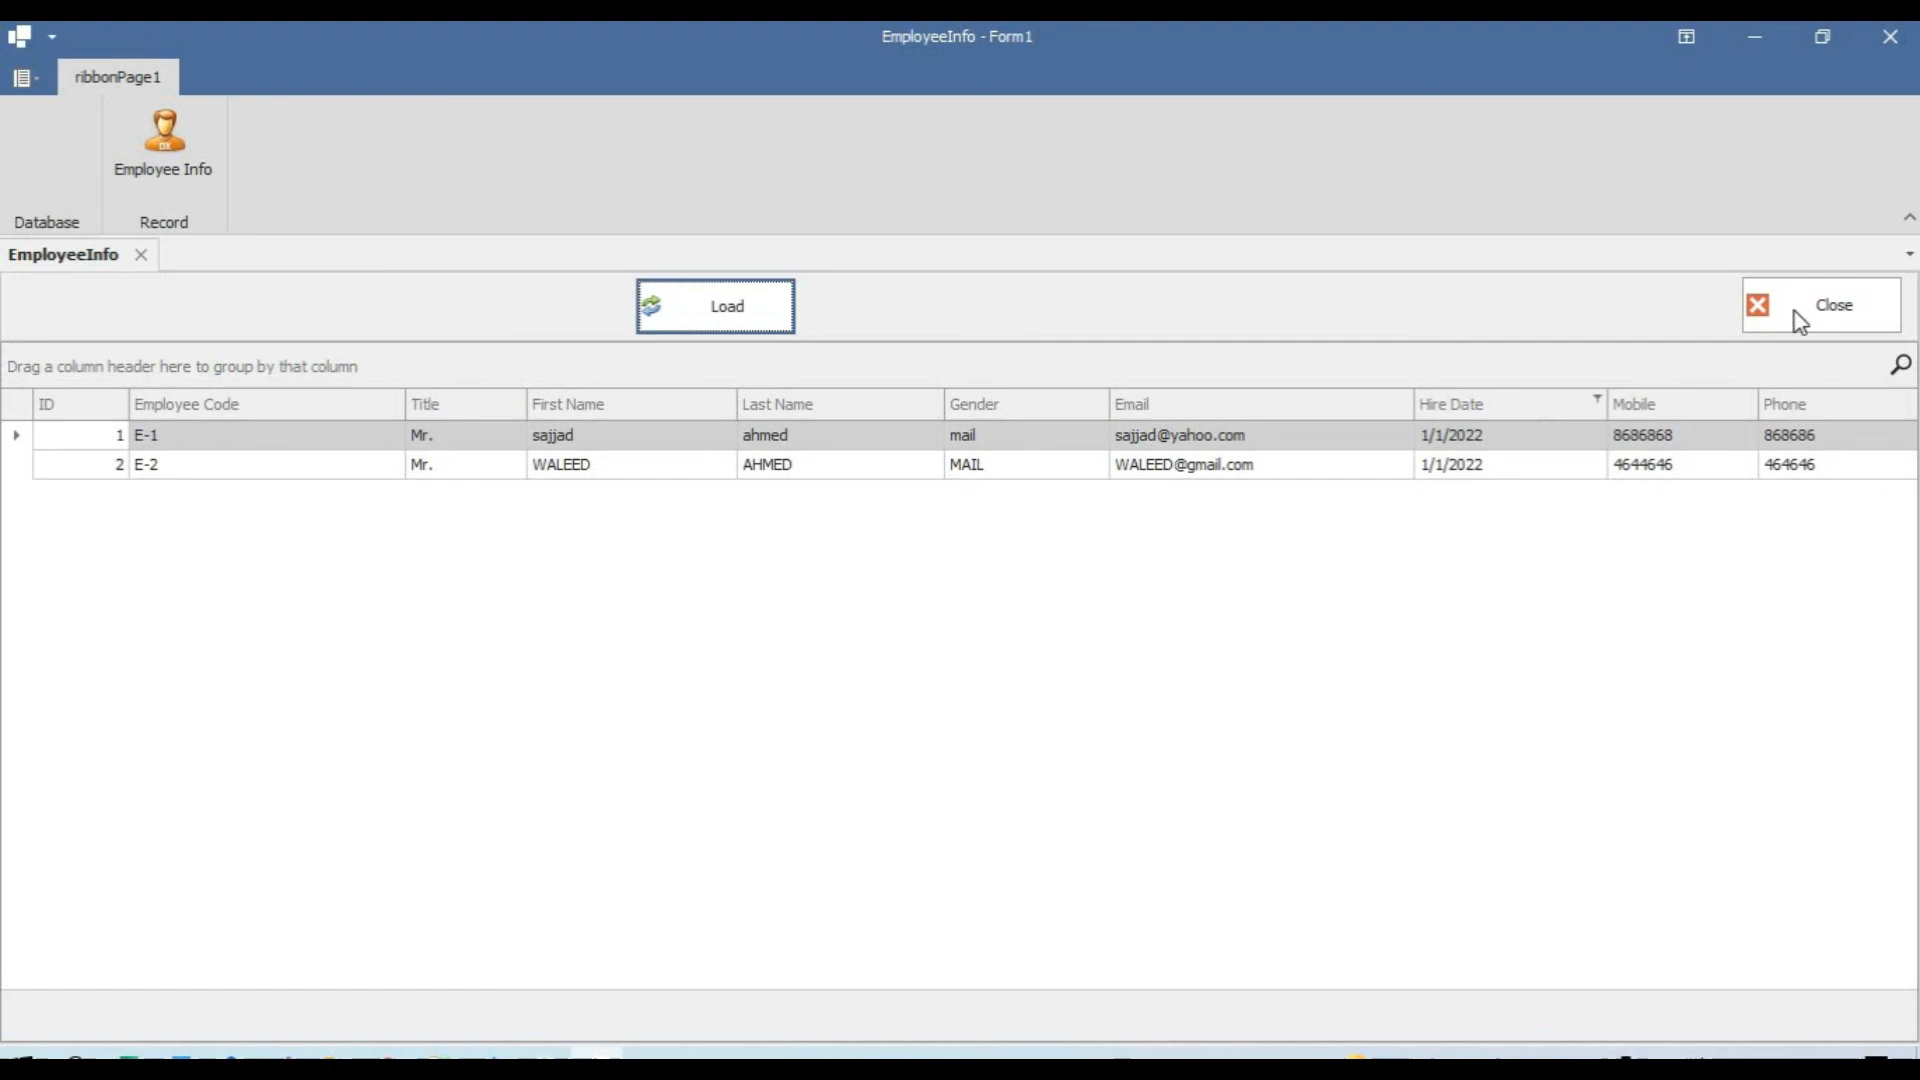 EmployeeInfo - Form1
ribbonPage1
DX
Employee Info
Database Record
EmployeeInfo
Load Close
Drag a column header here to group by that column
ID Employee Code Title First Name Last Name Gender Email Hire Date Mobile Phone
1 E-1 Mr. sajjad ahmed mail sajjad@yahoo.com 1/1/2022 8686868 868686
2 E-2 Mr. WALEED AHMED MAIL WALEED@gmail.com 1/1/2022 4644646 464646